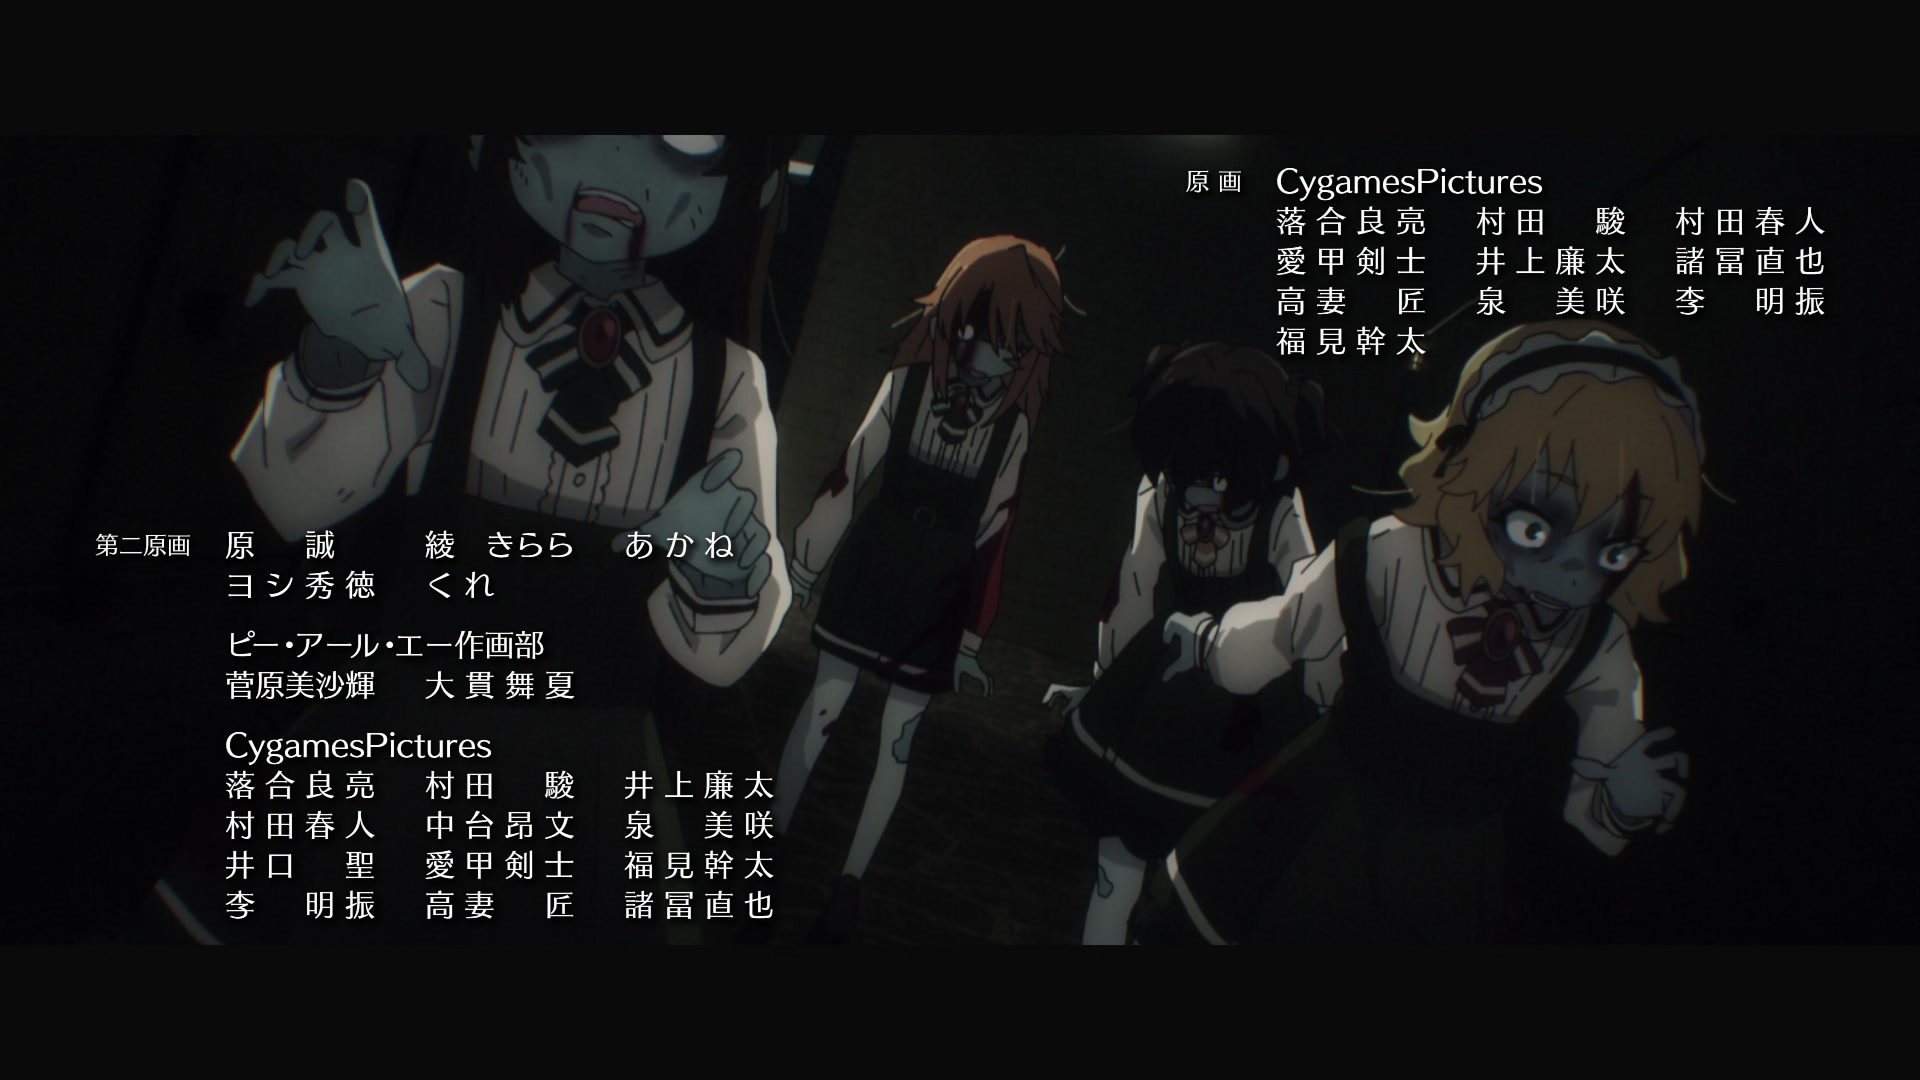 原画 CygamesPictures
落合良亮 村田 駿 村田春人
愛甲剣士 井上廉太 諸冨直也
高妻 匠 泉 美咲 李 明振
福見幹太
第二原画 原 誠 綾 きらら あかね
ヨシ秀徳 くれ
ピー・アール・エー作画部
菅原美沙輝 大貫舞夏
CygamesPictures
落合良亮 村田 駿 井上廉太
村田春人 中台昂文 泉 美咲
井口 聖 愛甲剣士 福見幹太
李 明振 高妻 匠 諸冨直也